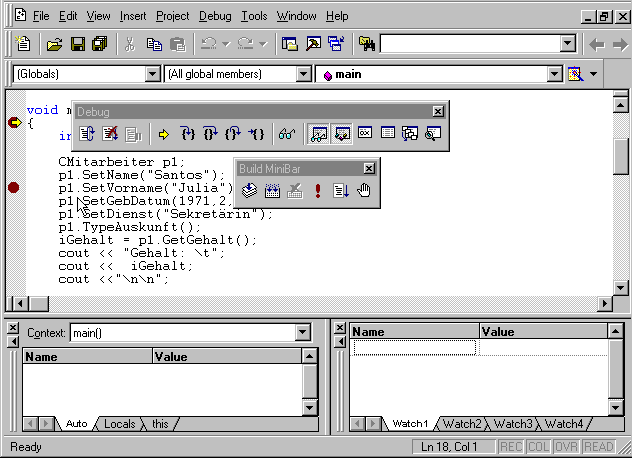 File Edit View Insert Project Debug Tools Window Help
(Globals) (All global members) main
void m
Debug
{
in
Build MiniBar
CMitarbeiter p1;
p1.SetName("Santos");
p1.SetVorname("Julia")
p1.SetGebDatum(1971,2,
p1.SetDienst("Sekretärin");
p1.TypeAuskunft();
iGehalt = p1.GetGehalt();
cout << "Gehalt: \t";
cout << iGehalt;
cout <<"\n\n";
Context: main()
Name Value
Auto Locals this
Name Value
Watch1 Watch2 Watch3 Watch4
Ready Ln 18, Col 1 REC COL OVR READ